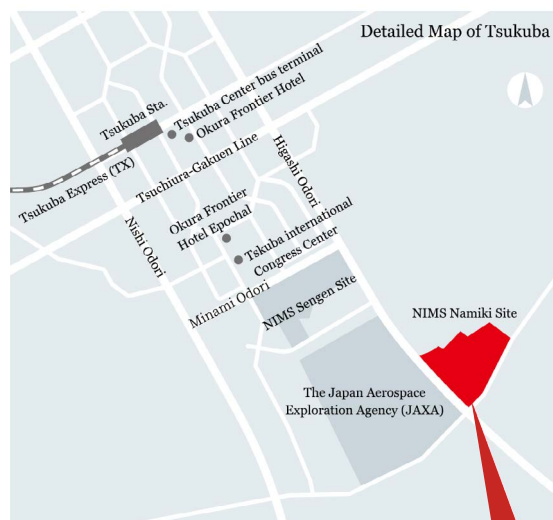 Detailed Map of Tsukuba
Tsukuba Sta.
Tsukuba Center bus terminal
Okura Frontier Hotel
Tsukuba Express (TX)
Tsuchiura-Gakuen Line
Higashi Odori
Nishi Odori
Okura Frontier
Hotel Epochal
Tskuba international
Congress Center
Minami Odori
NIMS Sengen Site
NIMS Namiki Site
The Japan Aerospace
Exploration Agency (JAXA)